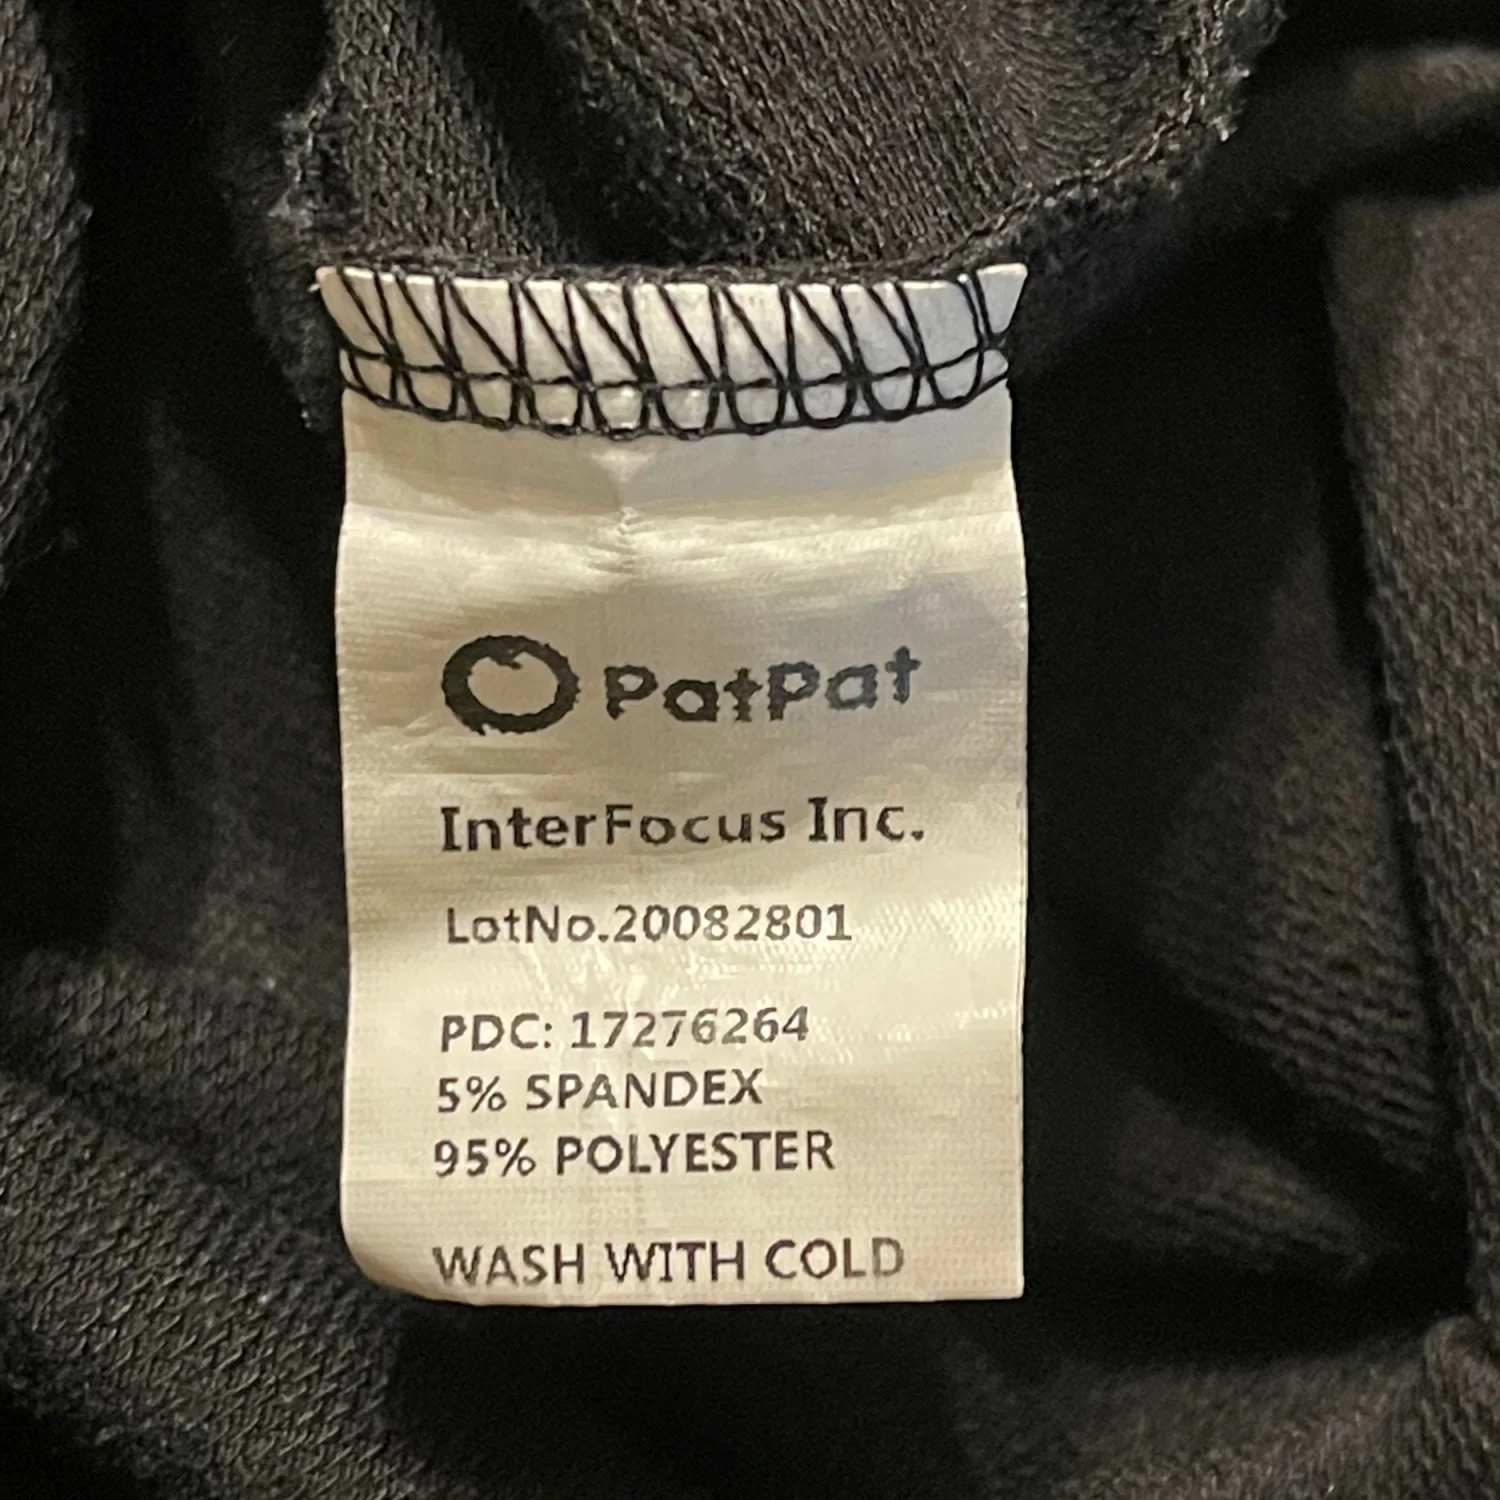 PatPat
InterFocus Inc.
LotNo.20082801
PDC: 17276264
5% SPANDEX
95% POLYESTER
WASH WITH COLD